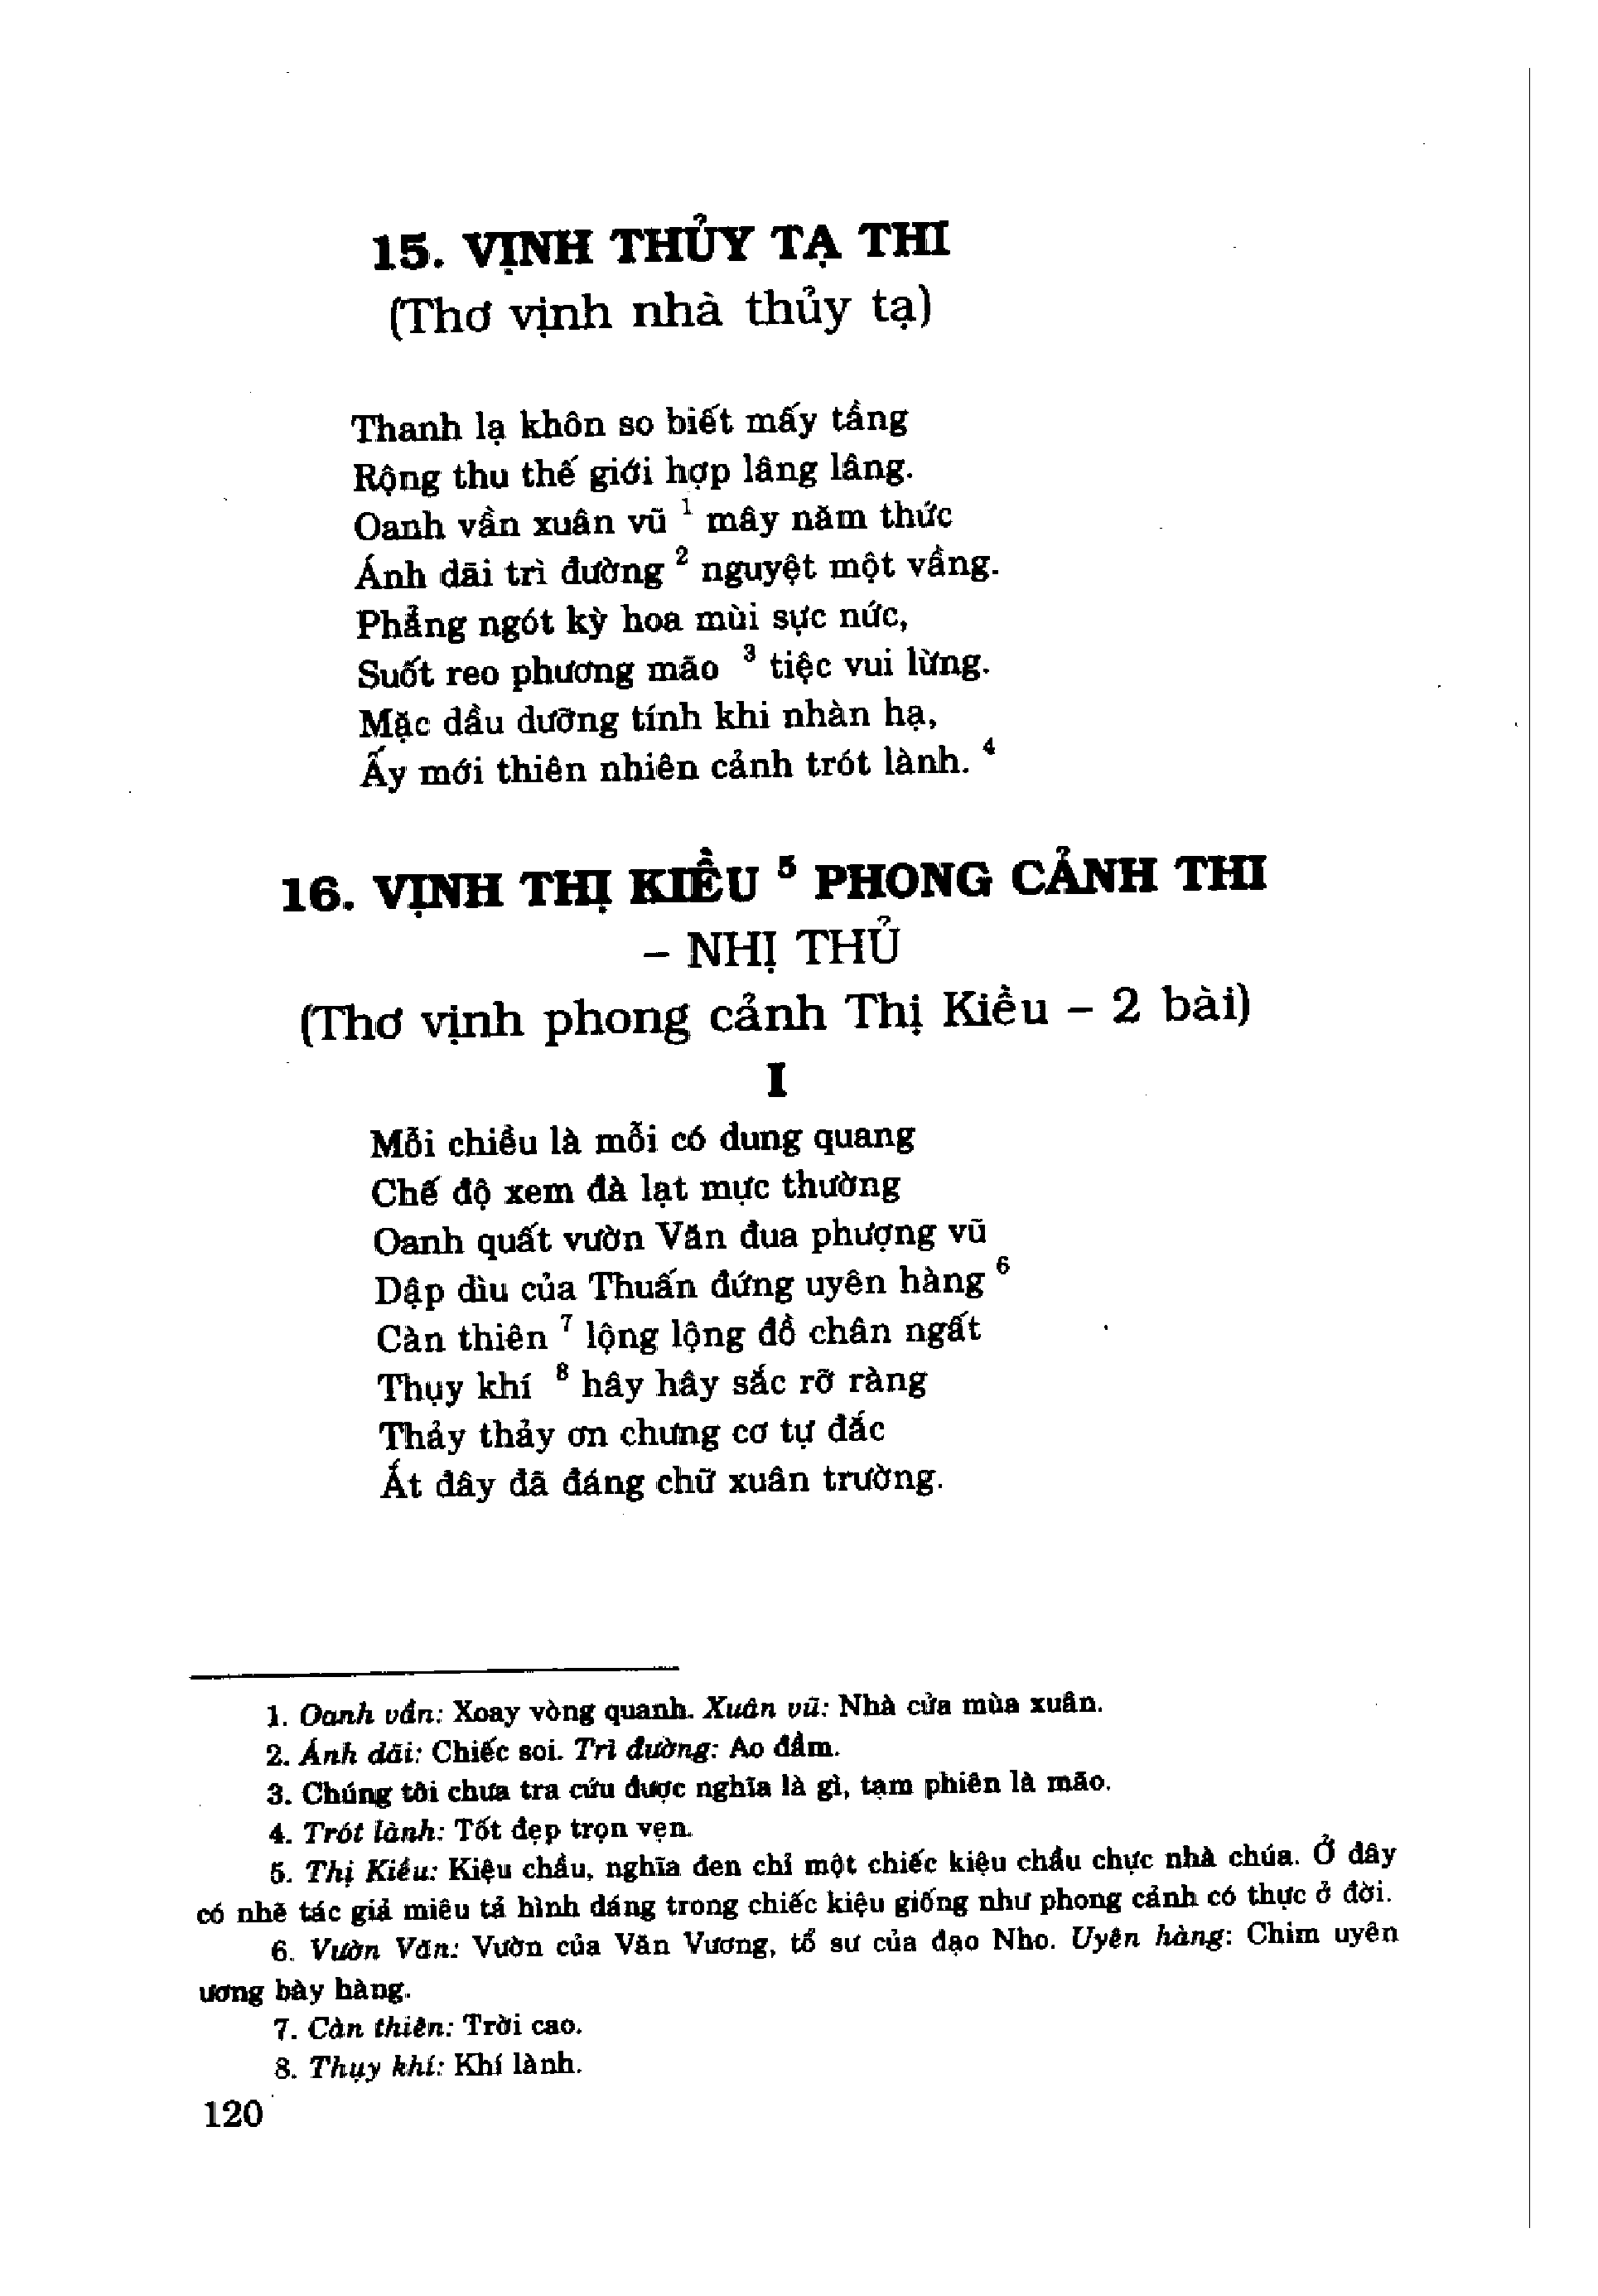 15. VỊNH THỦY TẠ THI
(Thơ vịnh nhà thủy tạ)
Thanh lạ khôn so biết mấy tầng
Rộng thu thế giới hợp lâng lâng.
Oanh vần xuân vũ ¹ mây năm thức
Ánh dãi trì đường ² nguyệt một vầng.
Phẳng ngót kỳ hoa mùi sực nức,
Suốt reo phương mão ³ tiệc vui lừng.
Mặc dầu dưỡng tính khi nhàn hạ,
Ấy mới thiên nhiên cảnh trót lành. ⁴
16. VỊNH THỊ KIỀU ⁵ PHONG CẢNH THI
– NHỊ THỦ
(Thơ vịnh phong cảnh Thị Kiều – 2 bài)
I
Mỗi chiều là mỗi có dung quang
Chế độ xem đà lạt mực thường
Oanh quất vườn Văn đua phượng vũ
Dập dìu của Thuấn đứng uyên hàng ⁶
Càn thiên ⁷ lộng lộng đồ chân ngất
Thụy khí ⁸ hây hây sắc rỡ ràng
Thảy thảy ơn chưng cơ tự đắc
Ắt đây đã đáng chữ xuân trường.
1. Oanh vần: Xoay vòng quanh. Xuân vũ: Nhà cửa mùa xuân.
2. Ánh dãi: Chiếc soi. Trì đường: Ao đầm.
3. Chúng tôi chưa tra cứu được nghĩa là gì, tạm phiên là mão.
4. Trót lành: Tốt đẹp trọn vẹn.
5. Thị Kiều: Kiệu chầu, nghĩa đen chỉ một chiếc kiệu chầu chực nhà chúa. Ở đây
có nhẽ tác giả miêu tả hình dáng trong chiếc kiệu giống như phong cảnh có thực ở đời.
6. Vườn Văn: Vườn của Văn Vương, tổ sư của đạo Nho. Uyên hàng: Chim uyên
ương bày hàng.
7. Càn thiên: Trời cao.
8. Thụy khí: Khí lành.
120